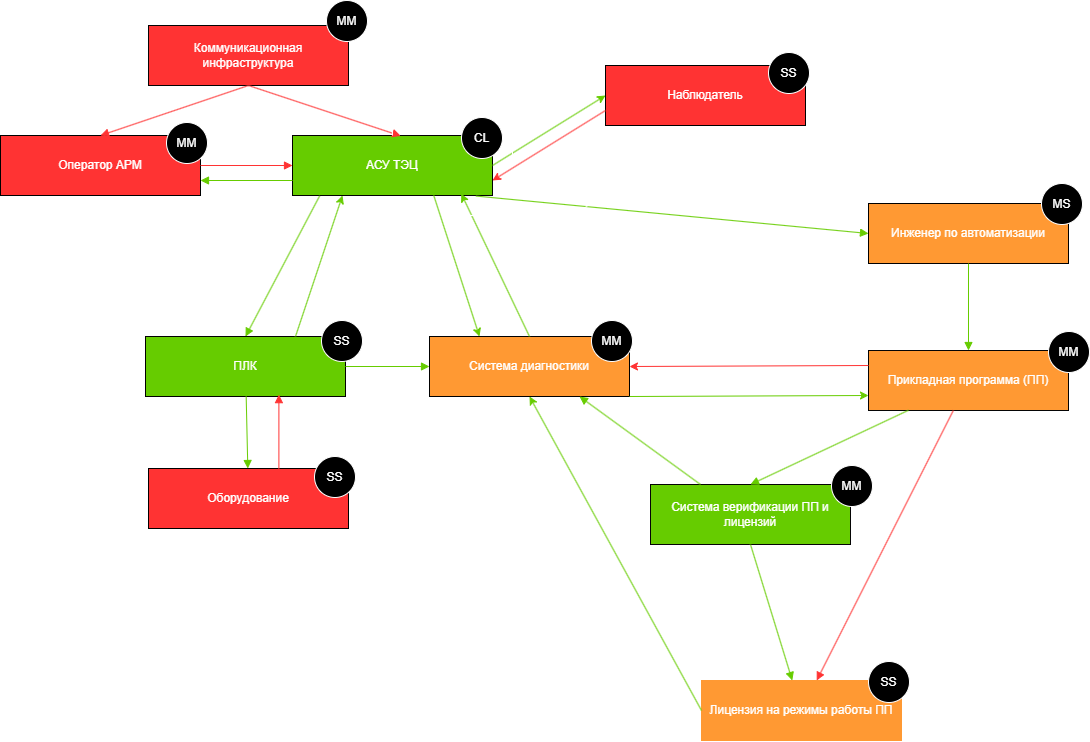 MM
Коммуникационная
инфраструктура
SS
Наблюдатель
MM
Оператор АРМ
CL
АСУ ТЭЦ
MS
Инженер по автоматизации
SS
ПЛК
MM
Система диагностики
MM
Прикладная программа (ПП)
SS
Оборудование
MM
Система верификации ПП и
лицензий
SS
Лицензия на режимы работы ПП